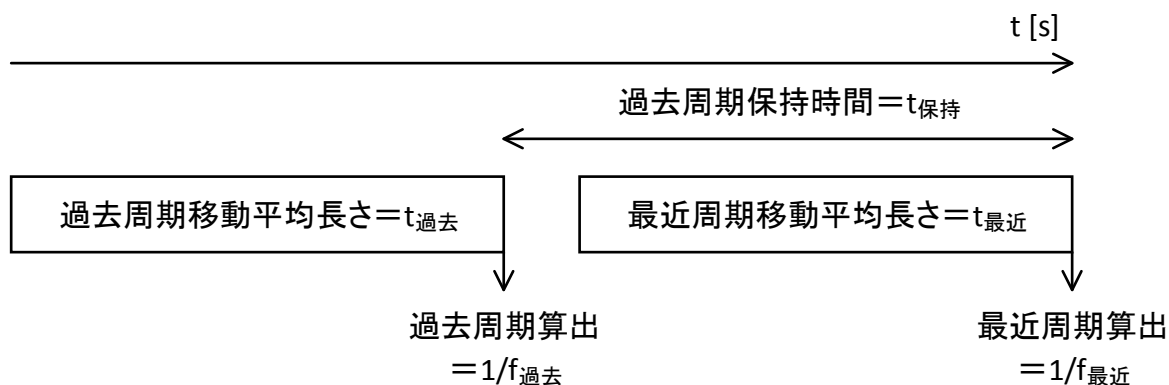 t [s]
過去周期保持時間＝t保持
過去周期移動平均長さ＝t過去
最近周期移動平均長さ＝t最近
過去周期算出
＝1/f過去
最近周期算出
＝1/f最近